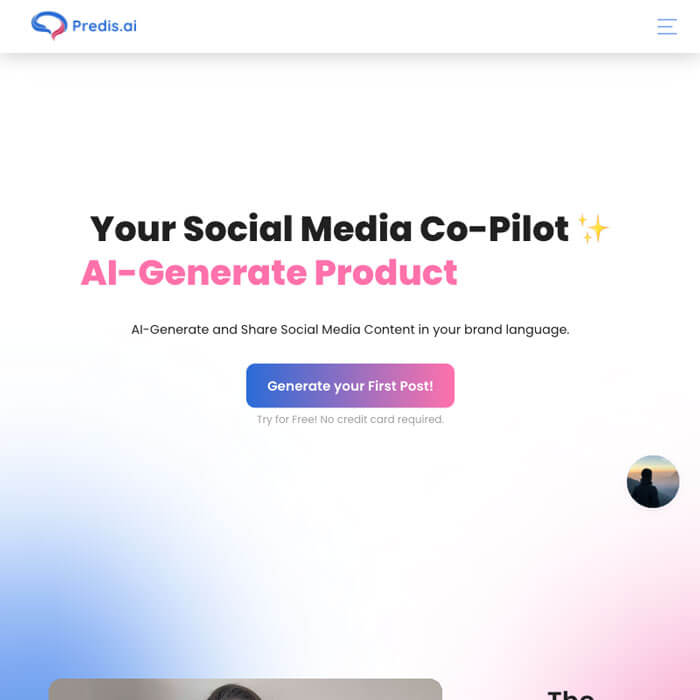 Predis.ai
Your Social Media Co-Pilot ✨
AI-Generate Product
AI-Generate and Share Social Media Content in your brand language.
Generate your First Post!
Try for Free! No credit card required.
The